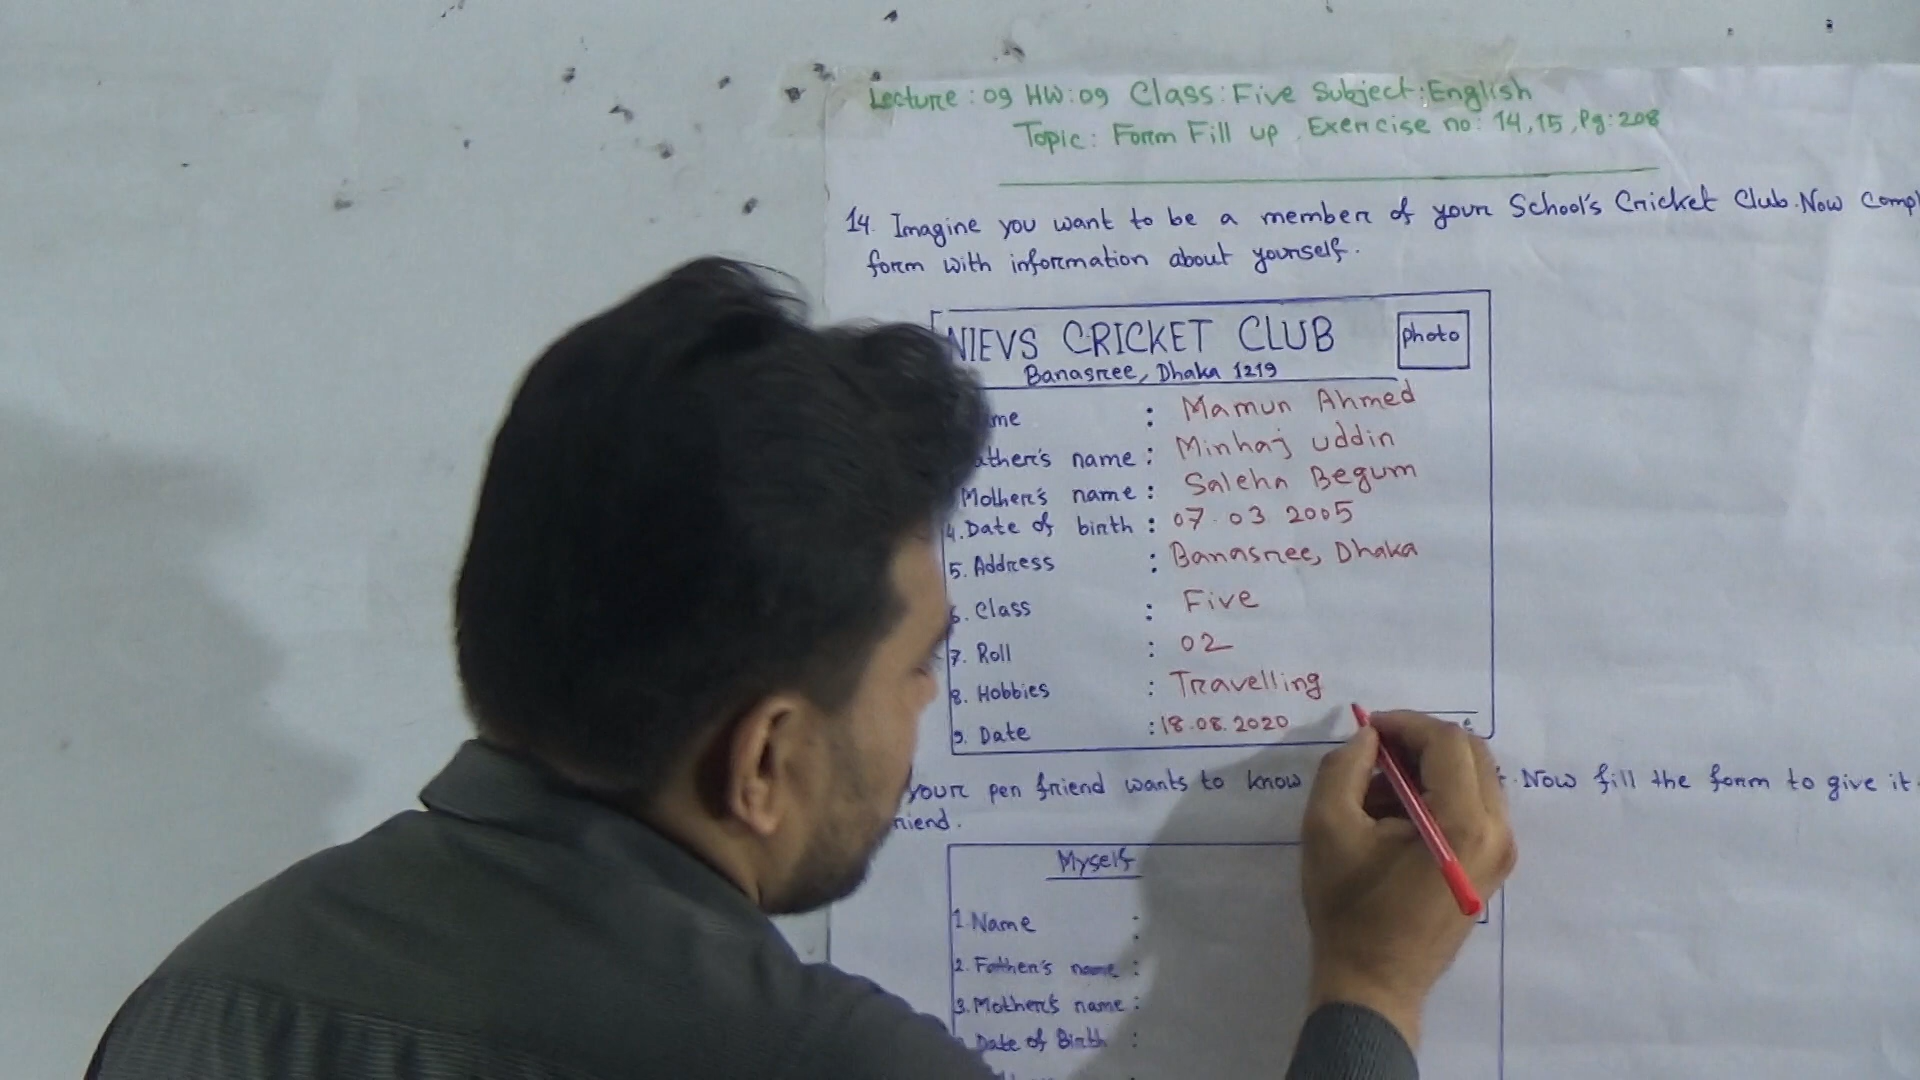 Lecture : 09 HW : 09 Class : Five Subject : English
Topic : Form Fill up Exercise no : 14, 15, Pg : 208
14. Imagine you want to be a member of your School's Cricket Club. Now
form with information about yourself.
NIEVS CRICKET CLUB
Photo
Banasree, Dhaka 1219
: Mamun Ahmed
name : Minhaj uddin
Mother's name : Saleha Begum
4. Date of birth : 07 03 2005
5. Address : Banasree, Dhaka
6. Class : Five
7. Roll : 02
8. Hobbies : Travelling
9. Date : 18.08.2020
your pen friend wants to know Now fill the form to give it
Myself
1. Name :
2. Father's name :
3. Mother's name :
Date of Birth :